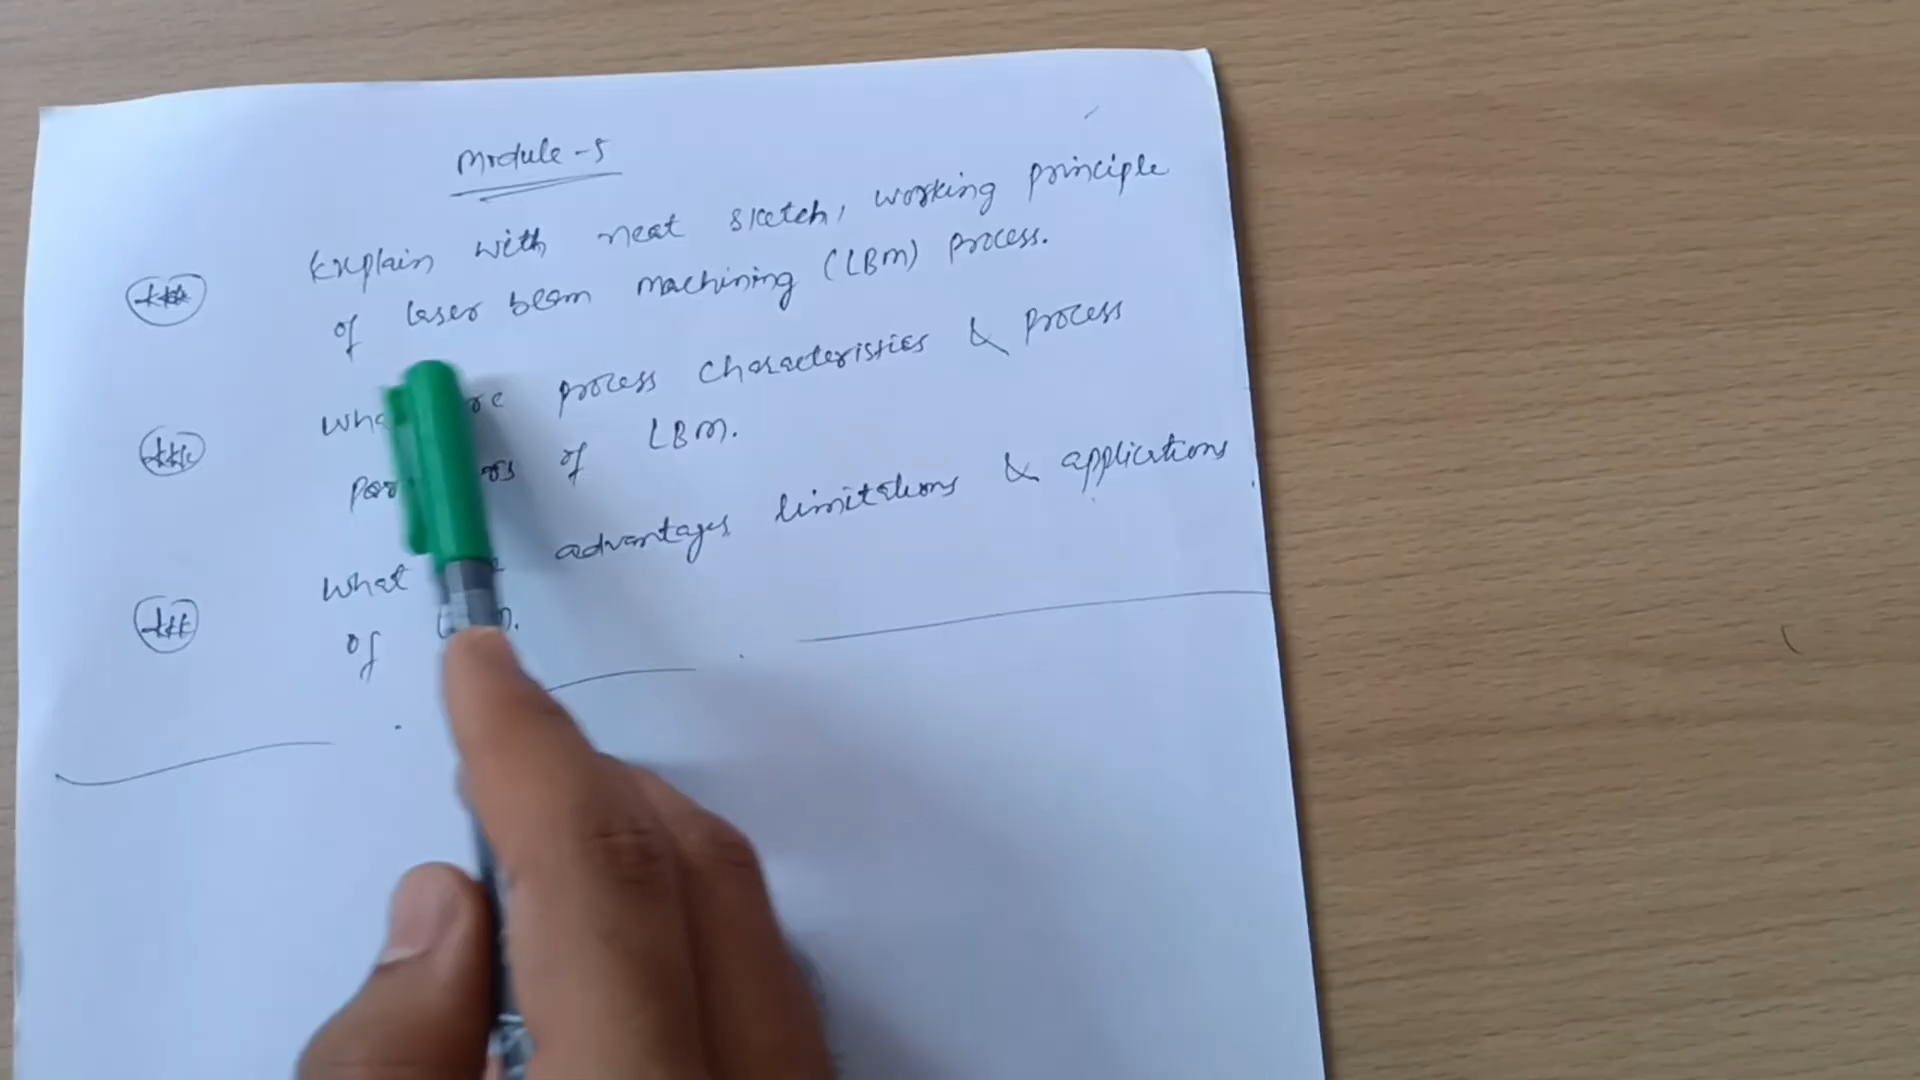 Module-5
*** Explain with neat sketch, working principle
of laser beam machining (LBM) process.
*** process characteristics & process
of LBM.
*** What advantages limitations & applications
of